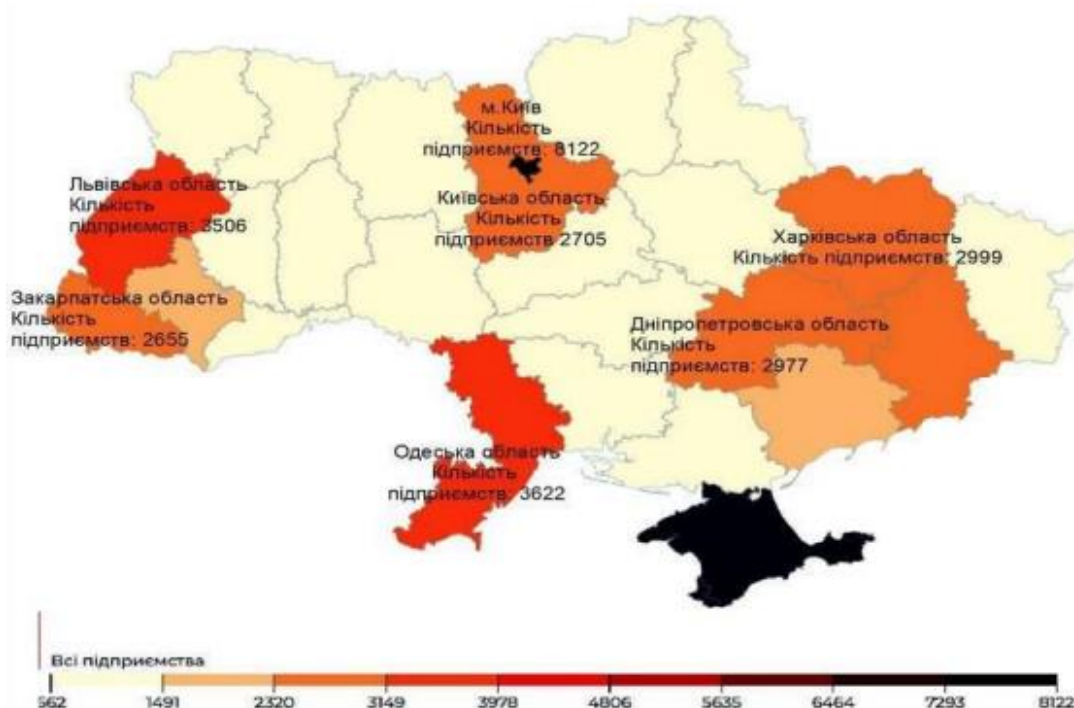 м.Київ
Кількість
підприємств: 8122
Львівська область
Кількість
підприємств: 3506
Київська область
Кількість
підприємств 2705
Харківська область
Кількість підприємств: 2999
Закарпатська область
Кількість
підприємств: 2655
Дніпропетровська область
Кількість
підприємств: 2977
Одеська область
Кількість
підприємств: 3622
Всі підприємства
562 1491 2320 3149 3978 4806 5635 6464 7293 8122